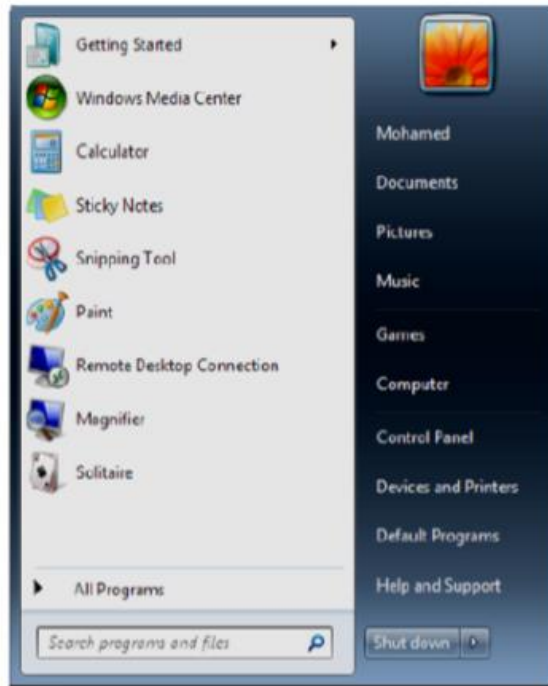 Getting Started
Windows Media Center
Calculator
Sticky Notes
Snipping Tool
Paint
Remote Desktop Connection
Magnifier
Solitaire
All Programs
Search programs and files
Mohamed
Documents
Pictures
Music
Games
Computer
Control Panel
Devices and Printers
Default Programs
Help and Support
Shut down